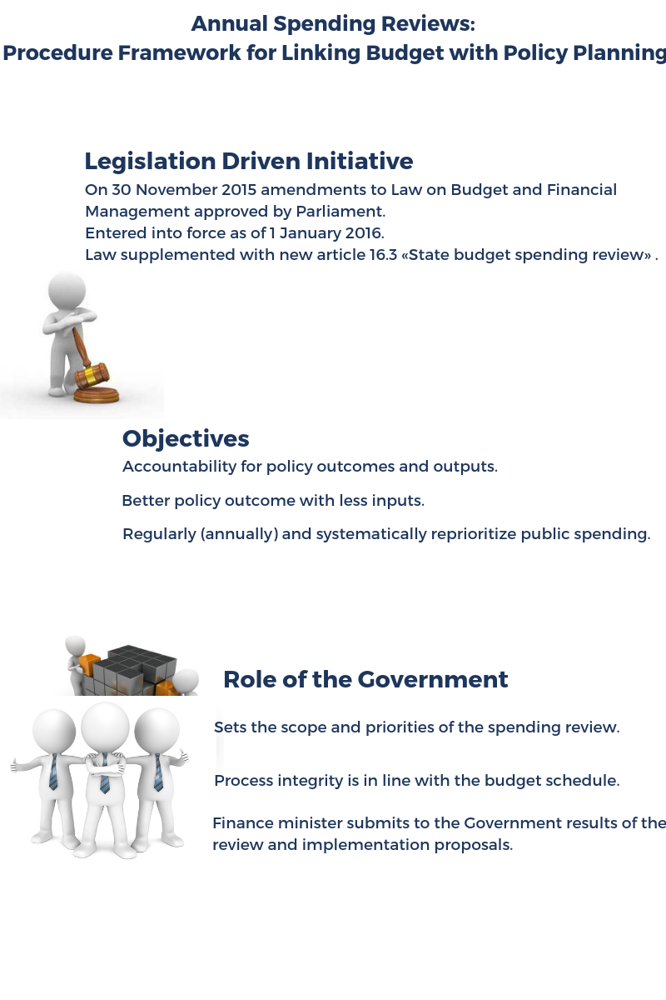 Annual Spending Reviews:
Procedure Framework for Linking Budget with Policy Planning
Legislation Driven Initiative
On 30 November 2015 amendments to Law on Budget and Financial
Management approved by Parliament.
Entered into force as of 1 January 2016.
Law supplemented with new article 16.3 «State budget spending review» .
Objectives
Accountability for policy outcomes and outputs.
Better policy outcome with less inputs.
Regularly (annually) and systematically reprioritize public spending.
Role of the Government
Sets the scope and priorities of the spending review.
Process integrity is in line with the budget schedule.
Finance minister submits to the Government results of the
review and implementation proposals.